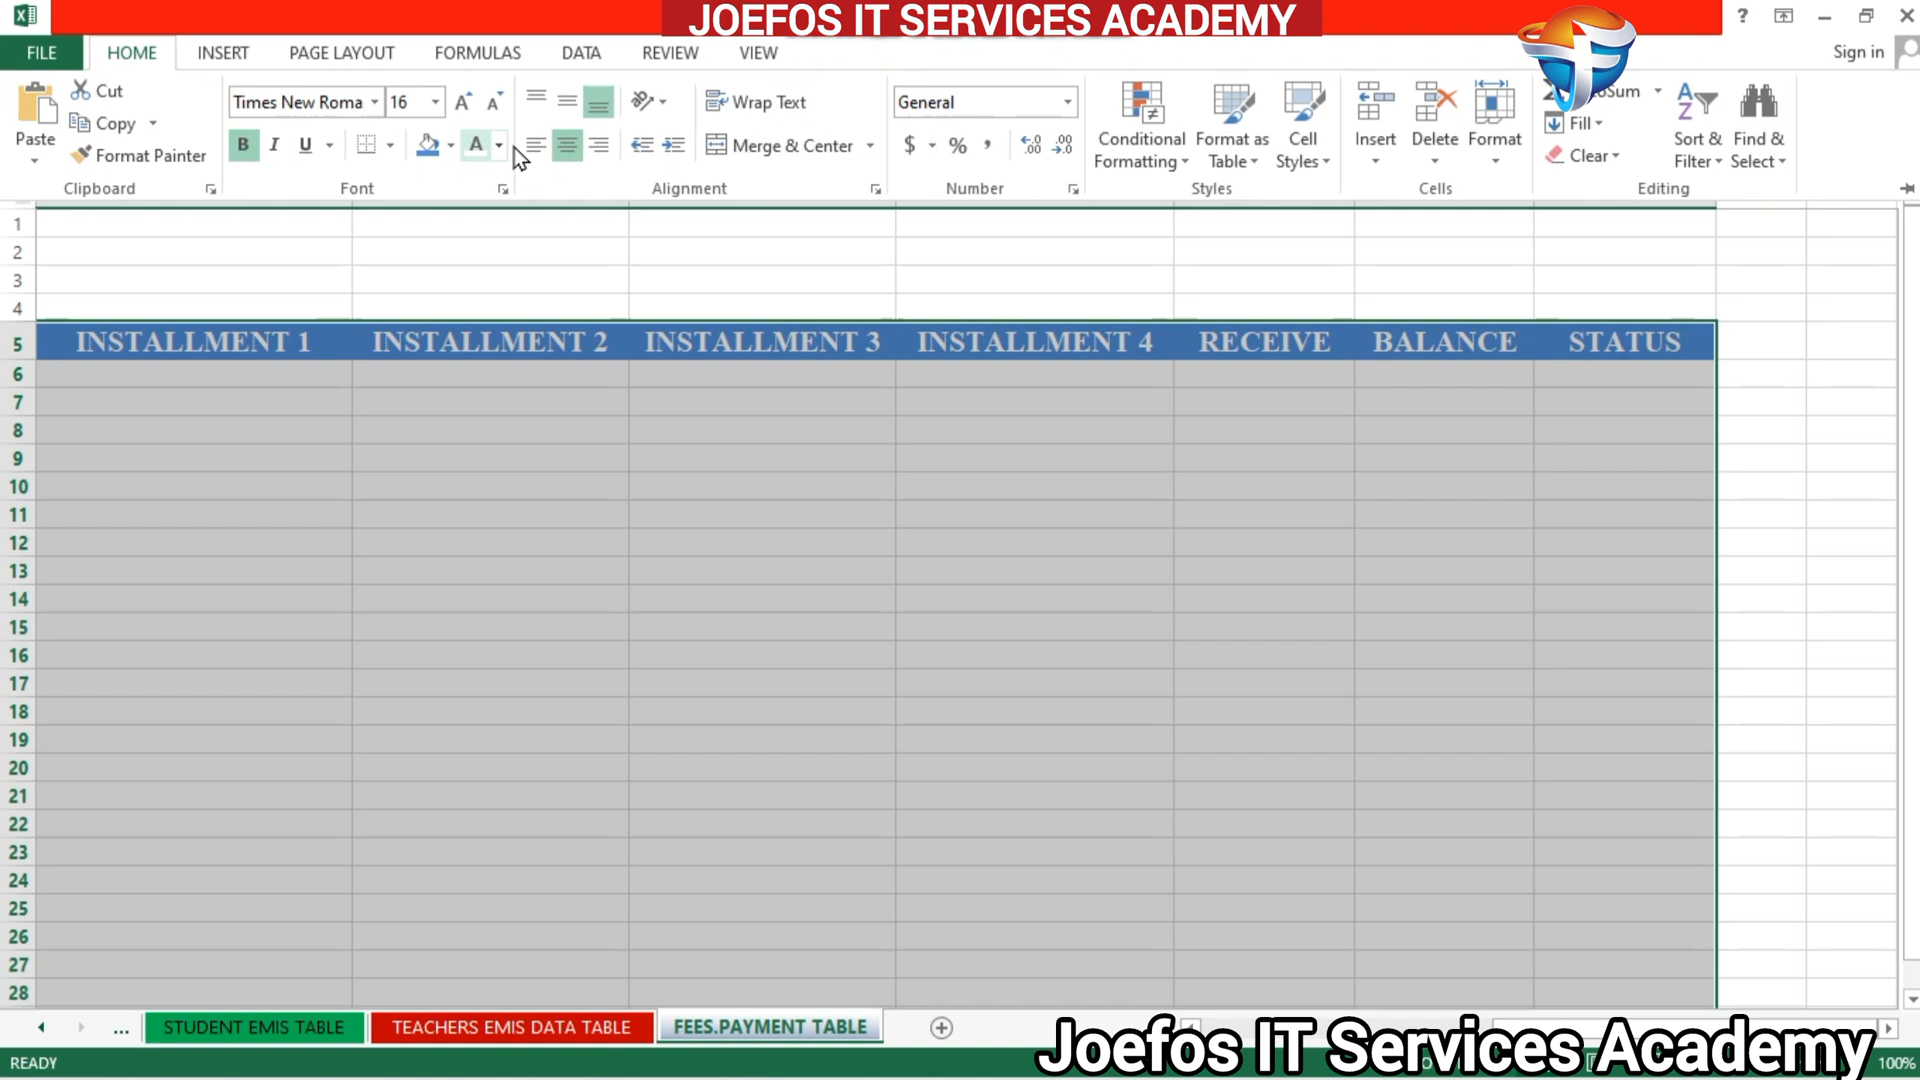 JOEFOS IT SERVICES ACADEMY
FILE HOME INSERT PAGE LAYOUT FORMULAS DATA REVIEW VIEW Sign in
Paste
Cut
Copy
Format Painter
Clipboard
Times New Roma 16
B I U A
Font
Wrap Text
Merge & Center
Alignment
General
$ % ,
Number
Conditional Formatting
Format as Table
Cell Styles
Styles
Insert
Delete
Format
Cells
Fill
Clear
Sort & Filter
Find & Select
Editing
1
2
3
4
5 INSTALLMENT 1 INSTALLMENT 2 INSTALLMENT 3 INSTALLMENT 4 RECEIVE BALANCE STATUS
6
7
8
9
10
11
12
13
14
15
16
17
18
19
20
21
22
23
24
25
26
27
28
... STUDENT EMIS TABLE TEACHERS EMIS DATA TABLE FEES.PAYMENT TABLE
READY
Joefos IT Services Academy
100%